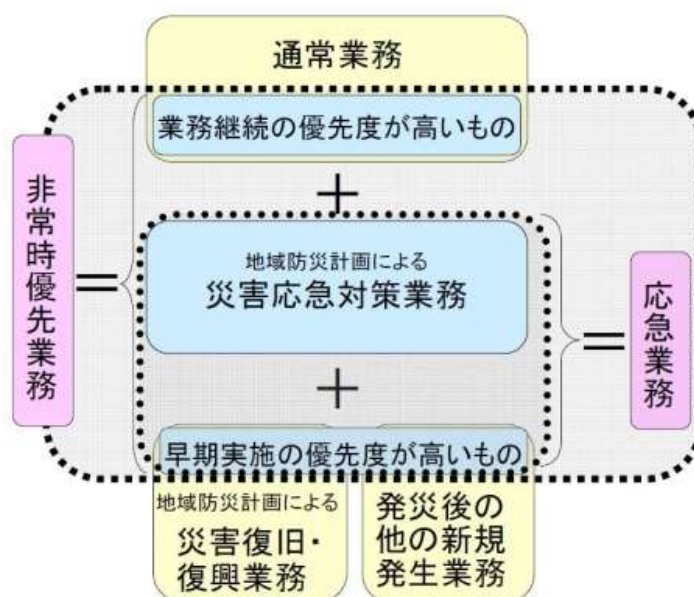 通常業務
業務継続の優先度が高いもの
+
非常時優先業務
=
地域防災計画による
災害応急対策業務
=
応急業務
+
早期実施の優先度が高いもの
地域防災計画による
災害復旧・
復興業務
発災後の
他の新規
発生業務